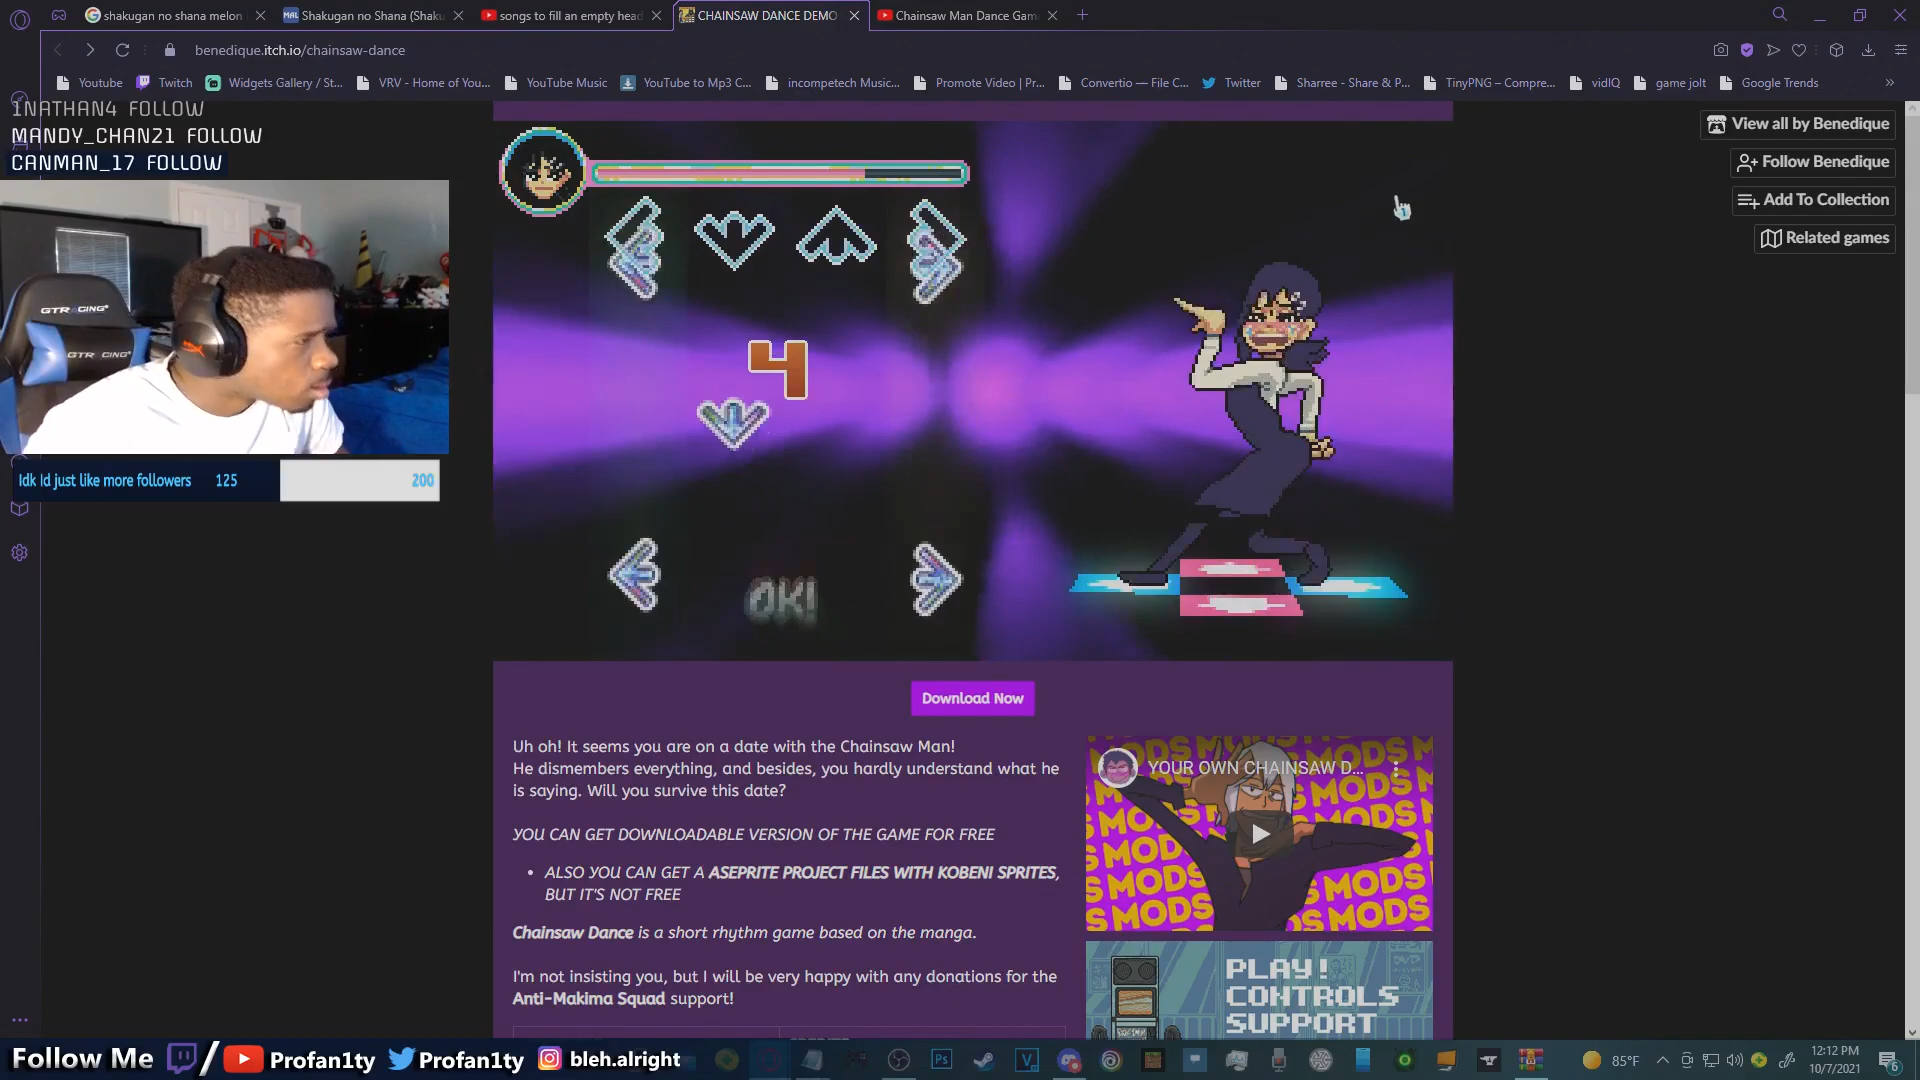 shakugan no shana melon
MAL Shakugan no Shana (Shaku
songs to fill an empty head
CHAINSAW DANCE DEMO
Chainsaw Man Dance Gam
benedique.itch.io/chainsaw-dance
Youtube
Twitch
Widgets Gallery / St...
VRV - Home of You...
YouTube Music
YouTube to Mp3 C...
incompetech Music...
Promote Video | Pr...
Convertio — File C...
Twitter
Sharree - Share & P...
TinyPNG – Compre...
vidIQ
game jolt
Google Trends
1NATHAN4 FOLLOW
MANDY_CHAN21 FOLLOW
CANMAN_17 FOLLOW
View all by Benedique
Follow Benedique
Add To Collection
Related games
GTRACING
GTR CING
4
OK!
Idk Id just like more followers 125 200
Download Now
Uh oh! It seems you are on a date with the Chainsaw Man!
He dismembers everything, and besides, you hardly understand what he
is saying. Will you survive this date?
YOU CAN GET DOWNLOADABLE VERSION OF THE GAME FOR FREE
• ALSO YOU CAN GET A ASEPRITE PROJECT FILES WITH KOBENI SPRITES,
BUT IT'S NOT FREE
Chainsaw Dance is a short rhythm game based on the manga.
I'm not insisting you, but I will be very happy with any donations for the
Anti-Makima Squad support!
YOUR OWN CHAINSAW D...
MODS
PLAY!
CONTROLS
SUPPORT
Follow Me / Profan1ty Profan1ty bleh.alright
Ps
V
85°F
12:12 PM
10/7/2021
6